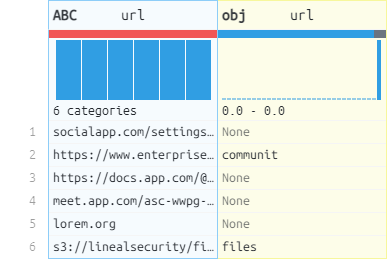 ABC url obj url
6 categories 0.0 - 0.0
1 socialapp.com/settings… None
2 https://www.enterprise… communit
3 https://docs.app.com/@… None
4 meet.app.com/asc-wwpg-… None
5 lorem.org None
6 s3://linealsecurity/fi… files